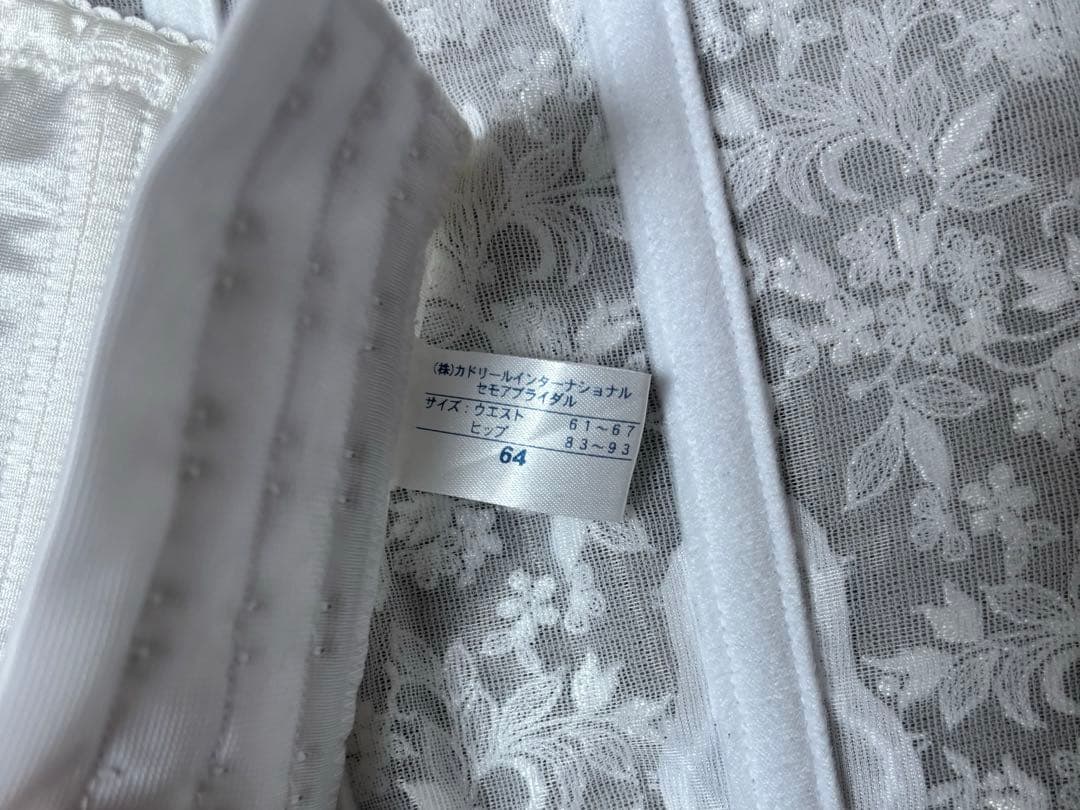 (株)カドリールインターナショナル
セモアブライダル
サイズ:ウエスト 61~67
ヒップ 83~93
64